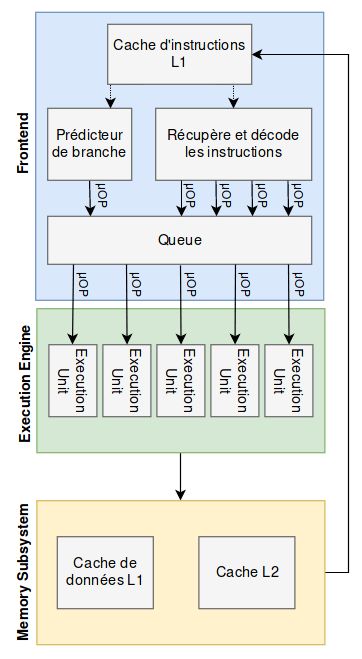 Frontend
Cache d'instructions
L1
Prédicteur
de branche
Récupère et décode
les instructions
µOP
µOP
µOP
µOP
µOP
Queue
µOP
µOP
µOP
µOP
µOP
Execution Engine
Execution
Unit
Execution
Unit
Execution
Unit
Execution
Unit
Execution
Unit
Memory Subsystem
Cache de
données L1
Cache L2